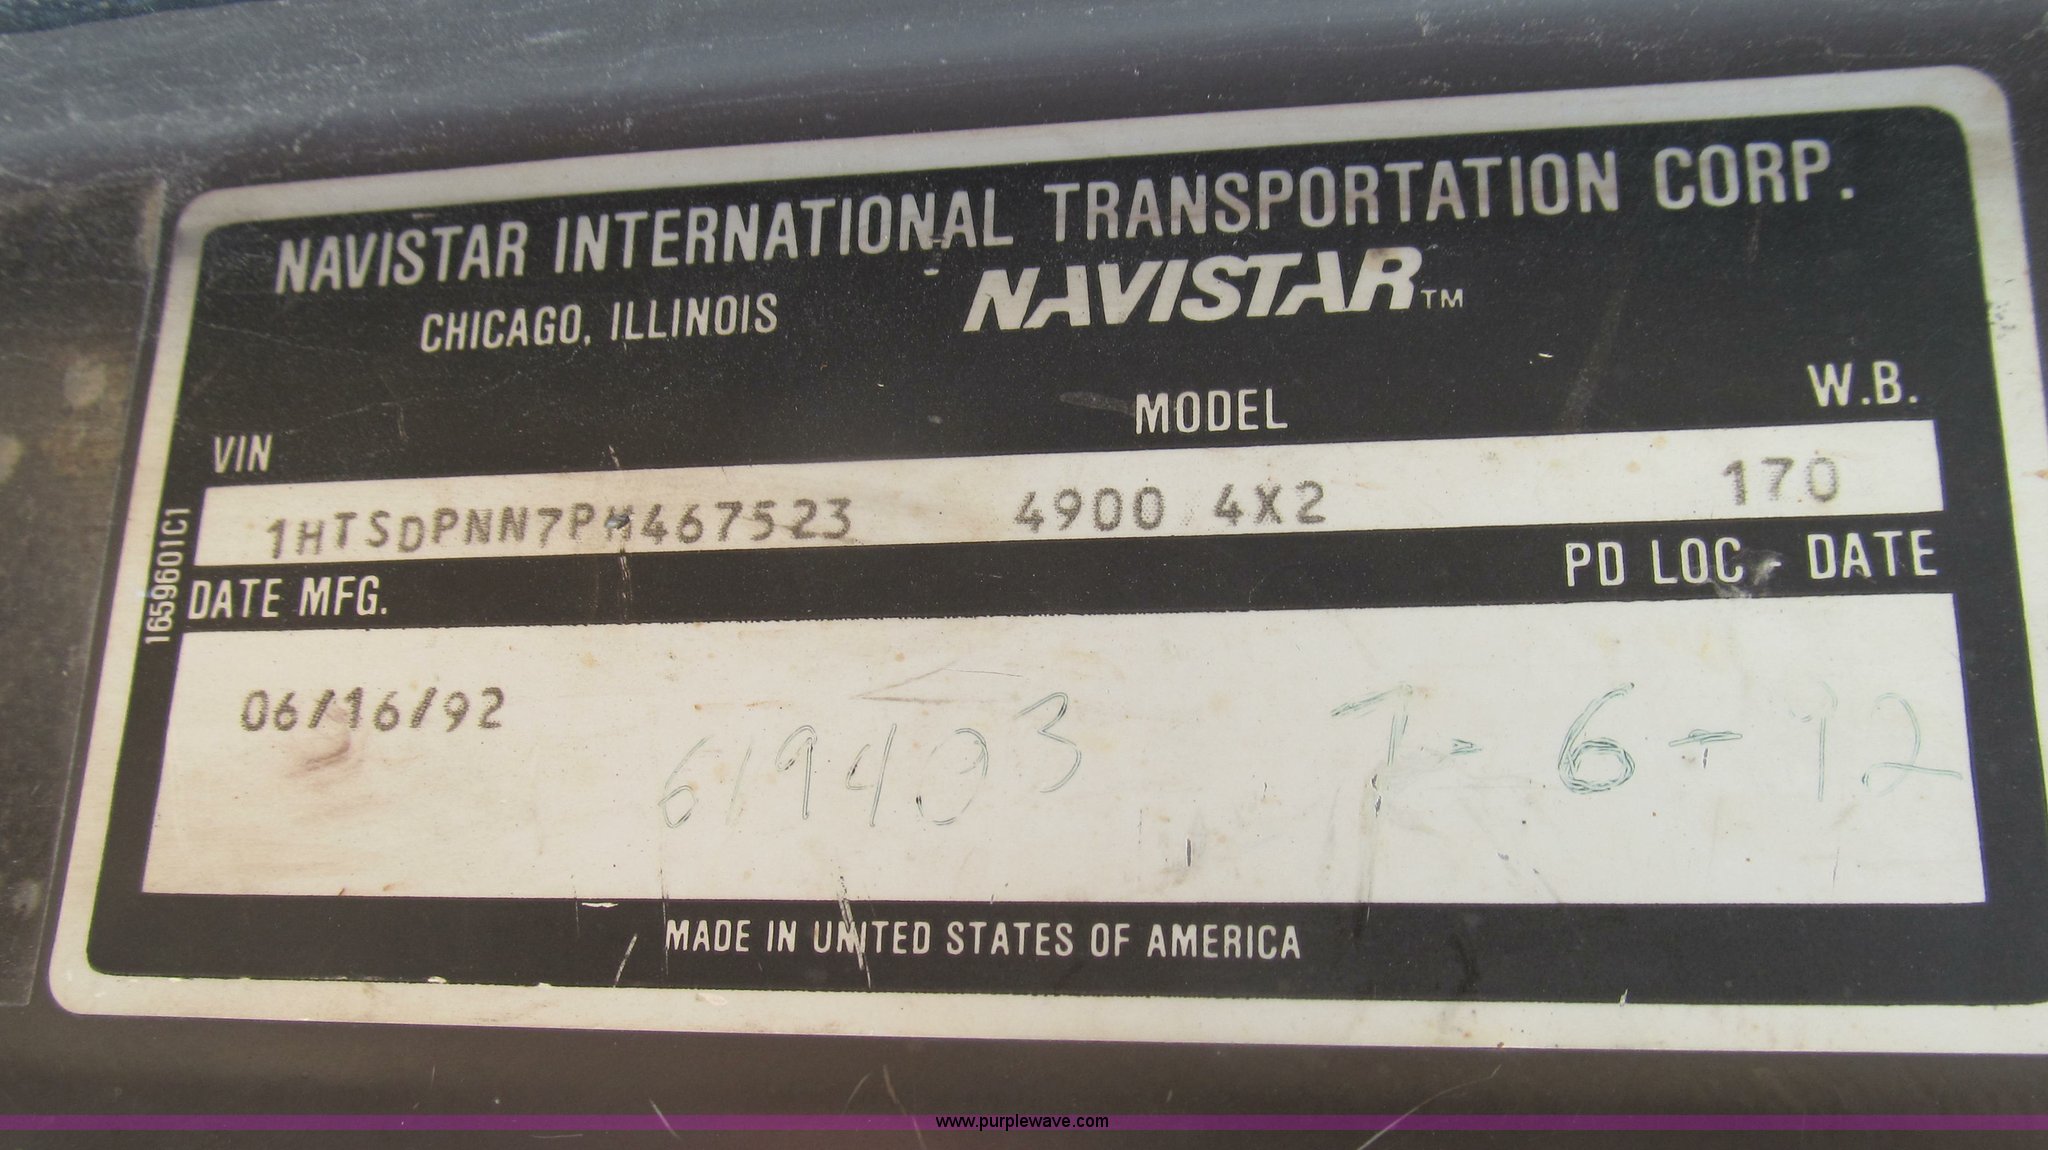 NAVISTAR INTERNATIONAL TRANSPORTATION CORP.
CHICAGO, ILLINOIS
NAVISTAR™
VIN
MODEL
W.B.
1HTSDPNN7PH467523
4900 4X2
170
DATE MFG.
PD LOC - DATE
06/16/92
619403
7-6-92
MADE IN UNITED STATES OF AMERICA
1659601C1
www.purplewave.com